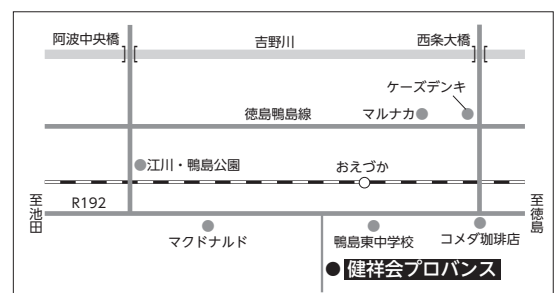 阿波中央橋
吉野川
西条大橋
ケーズデンキ
徳島鴨島線
マルナカ
江川・鴨島公園
おえづか
至池田
R192
至徳島
マクドナルド
鴨島東中学校
コメダ珈琲店
健祥会プロバンス